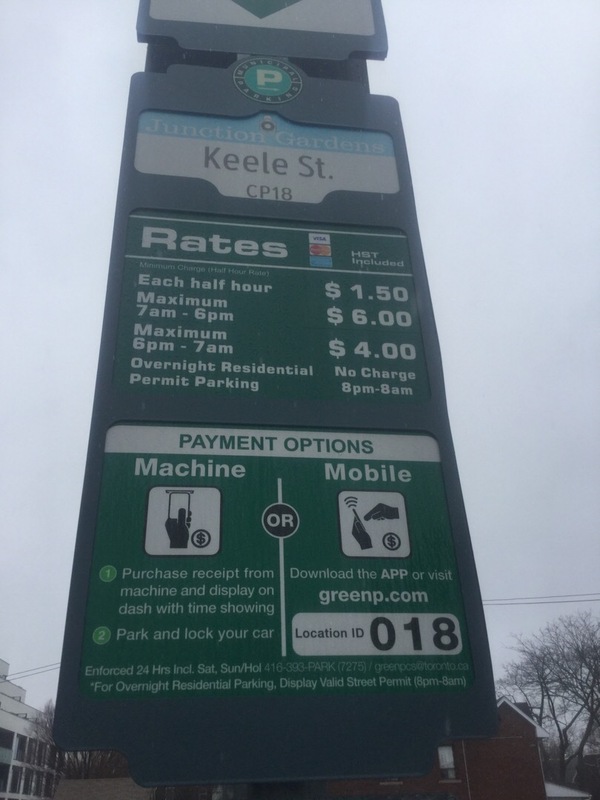 MUNICIPAL
P
PARKING
Junction Gardens
Keele St.
CP18
Rates
VISA
HST
Included
Minimum Charge (Half Hour Rate)
Each half hour $ 1.50
Maximum
7am - 6pm $ 6.00
Maximum
6pm - 7am $ 4.00
Overnight Residential No Charge
Permit Parking 8pm-8am
PAYMENT OPTIONS
Machine
$
1 Purchase receipt from
machine and display on
dash with time showing
2 Park and lock your car
OR
Mobile
$
Download the APP or visit
greenp.com
Location ID 018
Enforced 24 Hrs Incl. Sat, Sun/Hol 416-393-PARK (7275) / greenpcs@toronto.ca
*For Overnight Residential Parking, Display Valid Street Permit (8pm-8am)